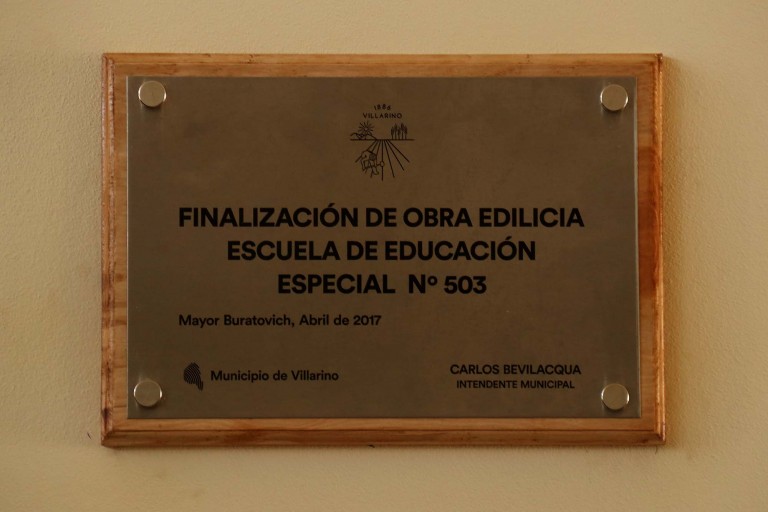 1886
VILLARINO
FINALIZACIÓN DE OBRA EDILICIA
ESCUELA DE EDUCACIÓN
ESPECIAL Nº 503
Mayor Buratovich, Abril de 2017
Municipio de Villarino
CARLOS BEVILACQUA
INTENDENTE MUNICIPAL